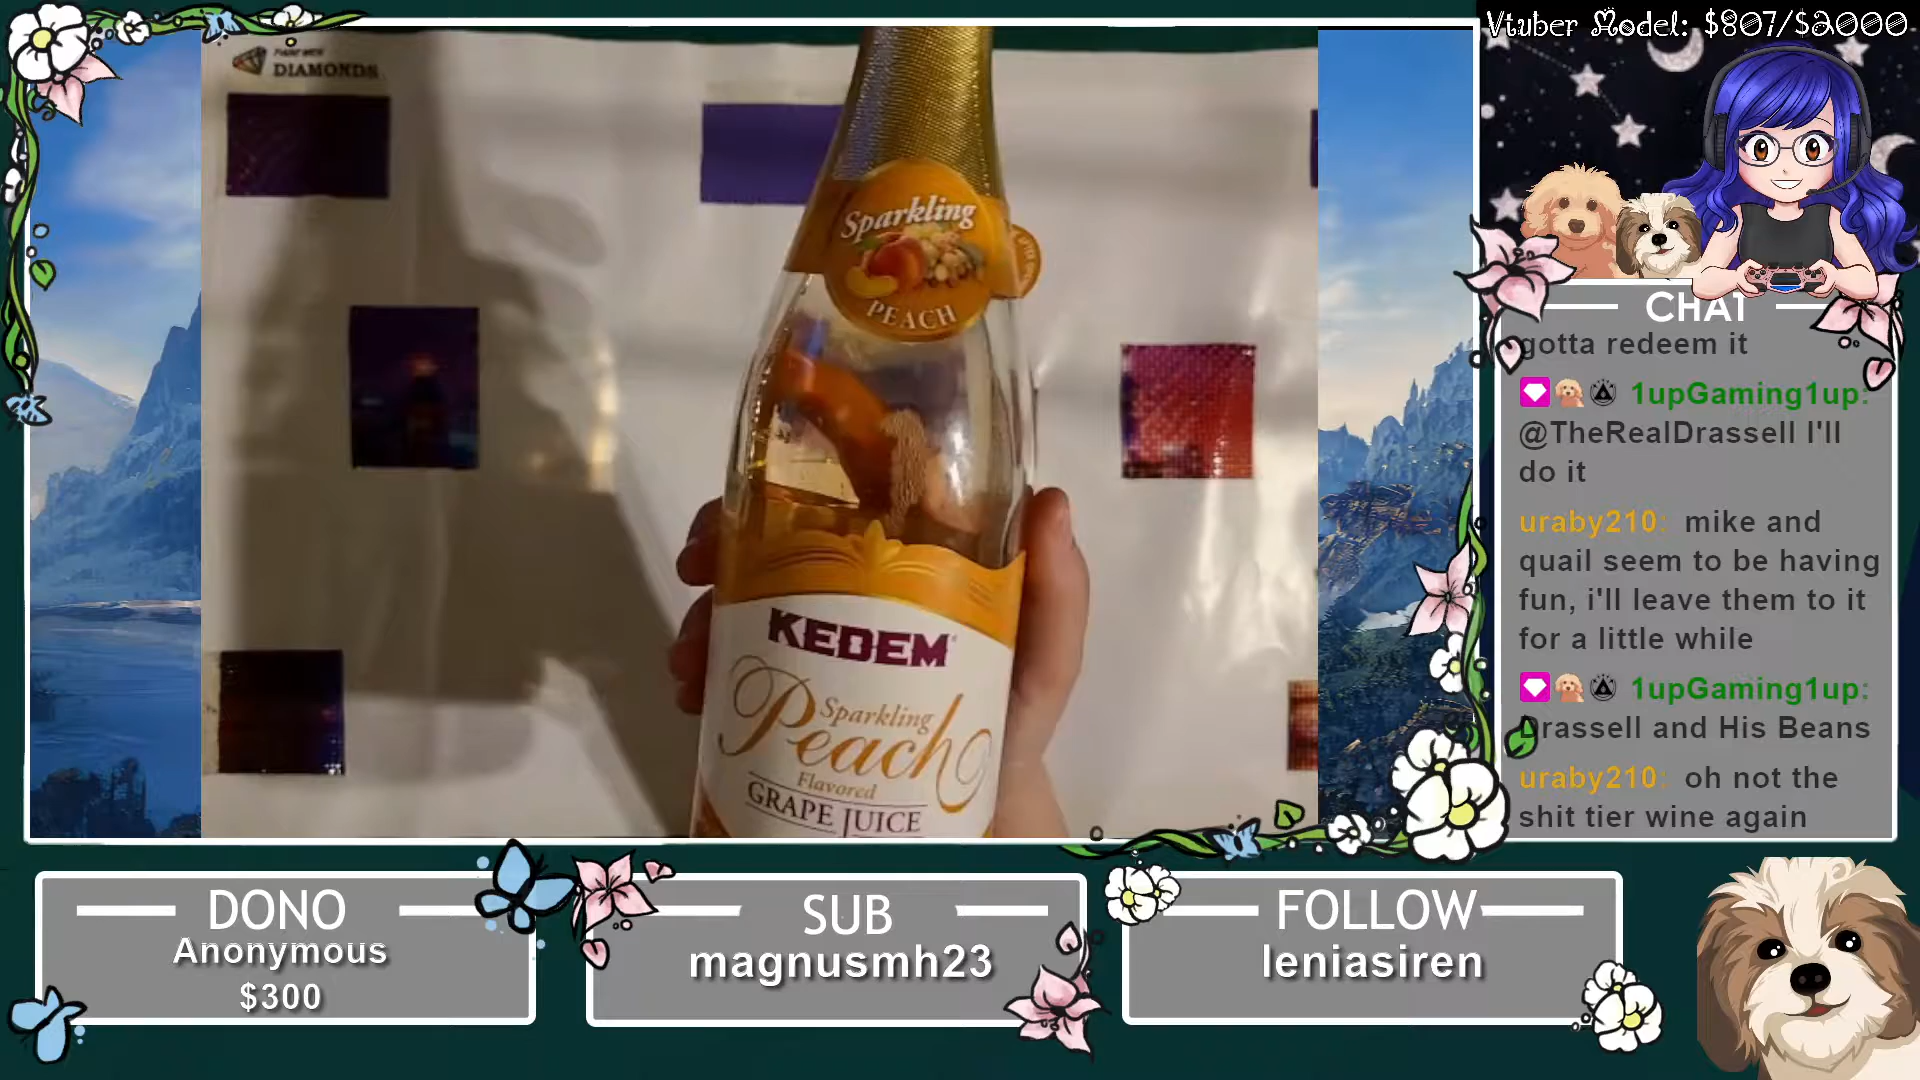 Vtuber Model: $807/$2000
DIAMONDS
Sparkling
PEACH
KEDEM
Sparkling
Peach
Flavored
GRAPE JUICE
CHAT
gotta redeem it
1upGaming1up:
@TheRealDrassell I'll
do it
uraby210: mike and
quail seem to be having
fun, i'll leave them to it
for a little while
1upGaming1up:
Drassell and His Beans
uraby210: oh not the
shit tier wine again
DONO
Anonymous
$300
SUB
magnusmh23
FOLLOW
leniasiren